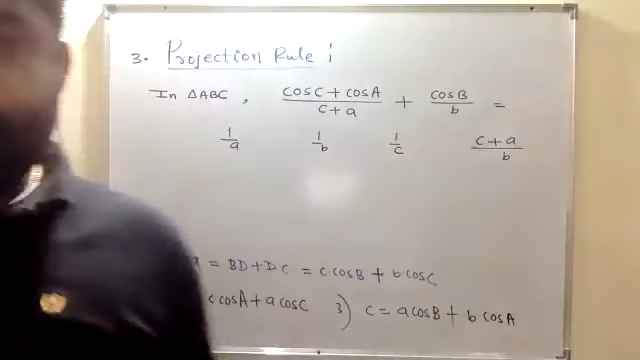 3. Projection Rule :
In △ABC, (cosC + cosA)/(c + a) + cosB/b =
1/a 1/b 1/c (c + a)/b
= BD + DC = c cosB + b cosC
c cosA + a cosC 3) c = a cosB + b cosA